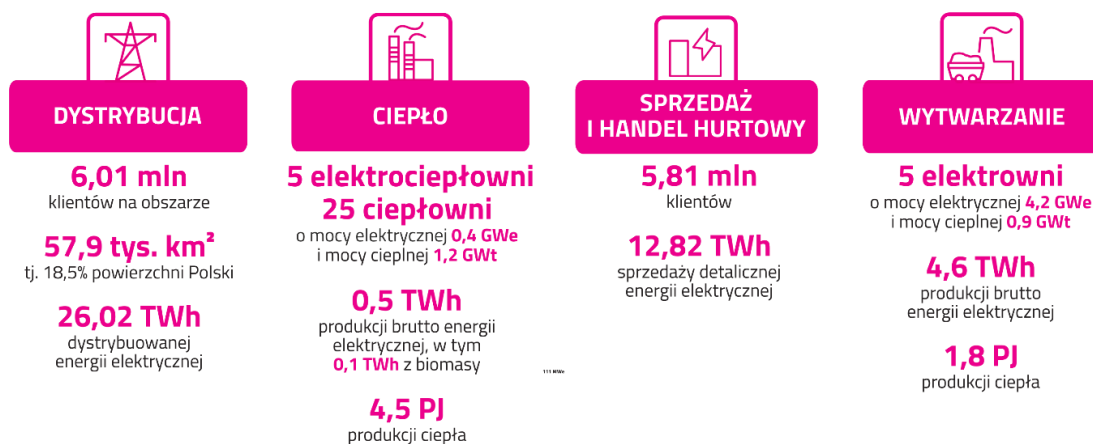 DYSTRYBUCJA
6,01 mln
klientów na obszarze
57,9 tys. km²
tj. 18,5% powierzchni Polski
26,02 TWh
dystrybuowanej
energii elektrycznej
CIEPŁO
5 elektrociepłowni
25 ciepłowni
o mocy elektrycznej 0,4 GWe
i mocy cieplnej 1,2 GWt
0,5 TWh
produkcji brutto energii
elektrycznej, w tym
0,1 TWh z biomasy
4,5 PJ
produkcji ciepła
111 MWe
SPRZEDAŻ
I HANDEL HURTOWY
5,81 mln
klientów
12,82 TWh
sprzedaży detalicznej
energii elektrycznej
WYTWARZANIE
5 elektrowni
o mocy elektrycznej 4,2 GWe
i mocy cieplnej 0,9 GWt
4,6 TWh
produkcji brutto
energii elektrycznej
1,8 PJ
produkcji ciepła